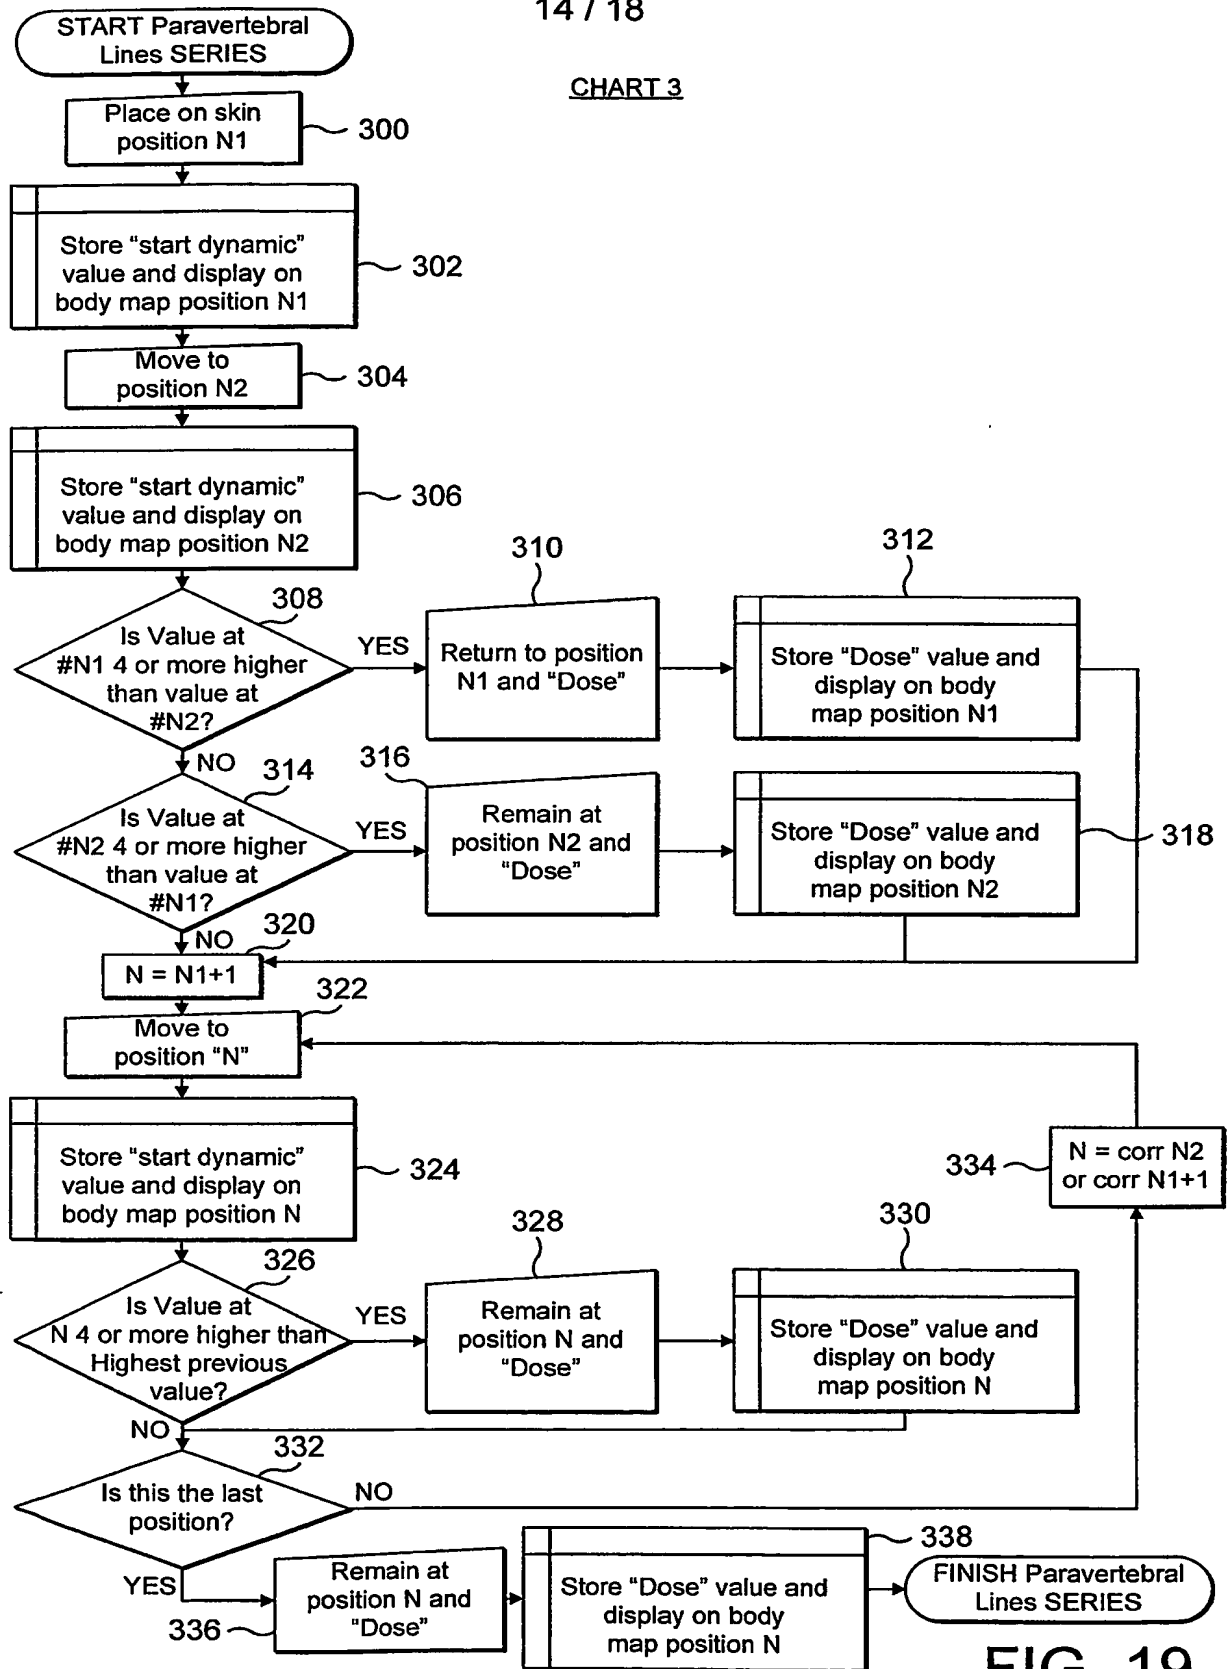 14 / 18
CHART 3
START Paravertebral
Lines SERIES
Place on skin
position N1
300
Store “start dynamic”
value and display on
body map position N1
302
Move to
position N2
304
Store “start dynamic”
value and display on
body map position N2
306
308
Is Value at
#N1 4 or more higher
than value at
#N2?
YES
310
Return to position
N1 and “Dose”
312
Store “Dose” value and
display on body
map position N1
NO
314
Is Value at
#N2 4 or more higher
than value at
#N1?
YES
316
Remain at
position N2 and
“Dose”
Store “Dose” value and
display on body
map position N2
318
NO
320
N = N1+1
322
Move to
position “N”
Store “start dynamic”
value and display on
body map position N
324
334
N = corr N2
or corr N1+1
326
Is Value at
N 4 or more higher than
Highest previous
value?
YES
328
Remain at
position N and
“Dose”
330
Store “Dose” value and
display on body
map position N
NO
332
Is this the last
position?
NO
YES
336
Remain at
position N and
“Dose”
338
Store “Dose” value and
display on body
map position N
FINISH Paravertebral
Lines SERIES
FIG. 19